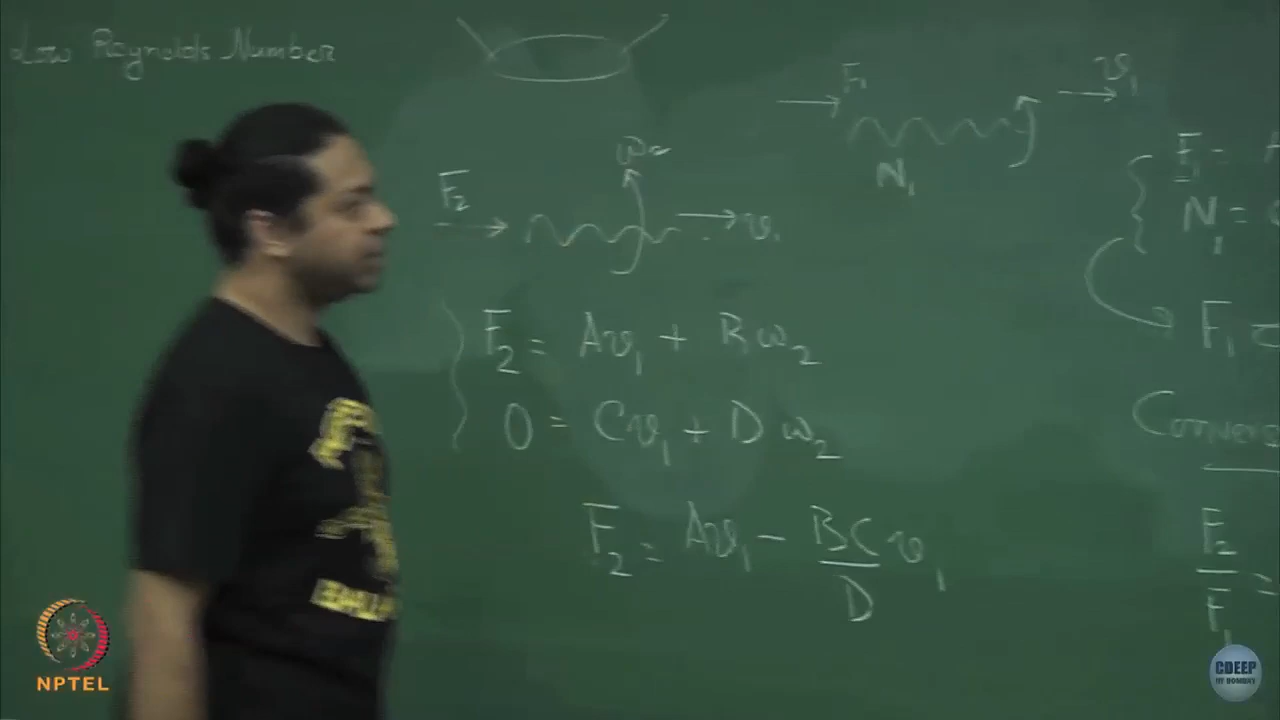 Low Reynolds Number
F₁
v₁
N₁
ω₂
F₂
v₁
F₁ =
N₁ =
F₂ = Av₁ + Bω₂
0 = Cv₁ + Dω₂
F₁
F₂ = Av₁ - BC/D v₁
F₂/F₁ =
NPTEL
CDEEP
IIT BOMBAY